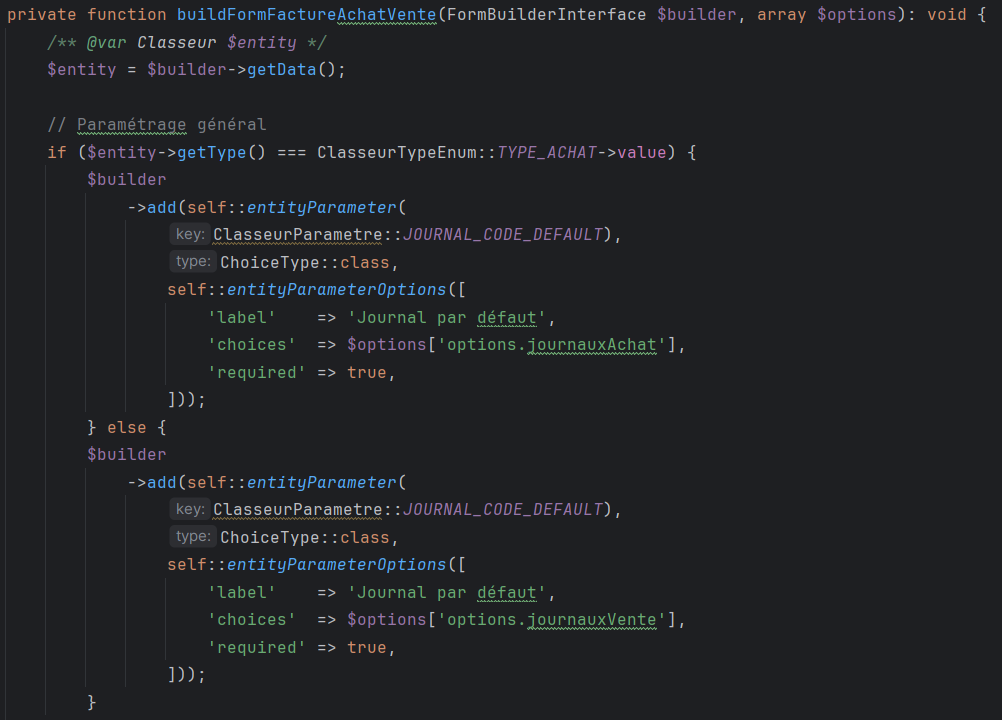 private function buildFormFactureAchatVente(FormBuilderInterface $builder, array $options): void {
    /** @var Classeur $entity */
    $entity = $builder->getData();

    // Paramétrage général
    if ($entity->getType() === ClasseurTypeEnum::TYPE_ACHAT->value) {
        $builder
            ->add(self::entityParameter(
                key: ClasseurParametre::JOURNAL_CODE_DEFAULT),
                type: ChoiceType::class,
                self::entityParameterOptions([
                    'label'    => 'Journal par défaut',
                    'choices'  => $options['options.journauxAchat'],
                    'required' => true,
                ]));
    } else {
        $builder
            ->add(self::entityParameter(
                key: ClasseurParametre::JOURNAL_CODE_DEFAULT),
                type: ChoiceType::class,
                self::entityParameterOptions([
                    'label'    => 'Journal par défaut',
                    'choices'  => $options['options.journauxVente'],
                    'required' => true,
                ]));
        }